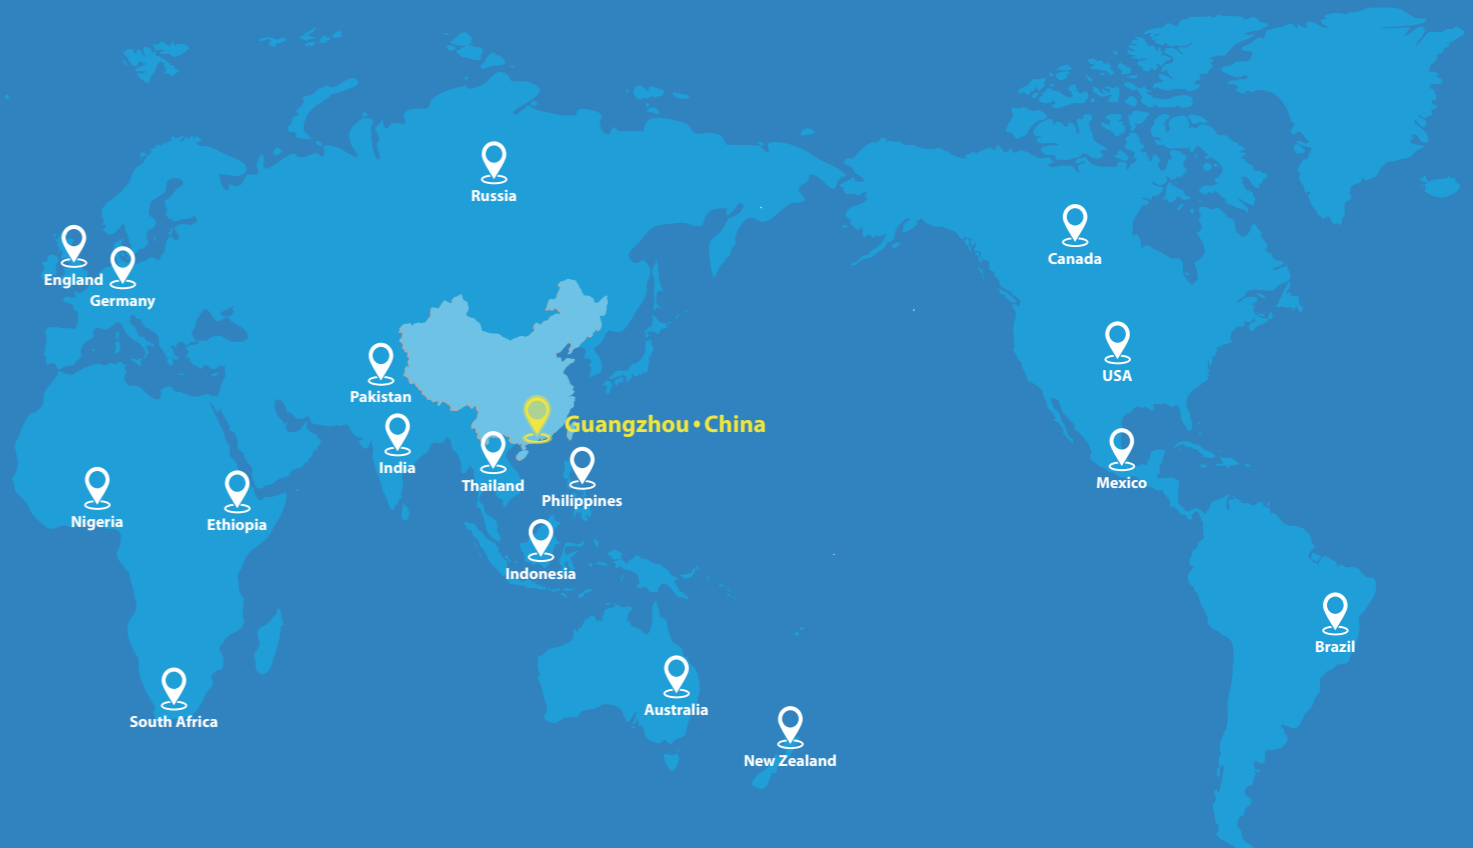 Russia
England
Canada
Germany
USA
Pakistan
Guangzhou•China
India
Thailand
Mexico
Philippines
Nigeria
Ethiopia
Indonesia
Brazil
Australia
South Africa
New Zealand